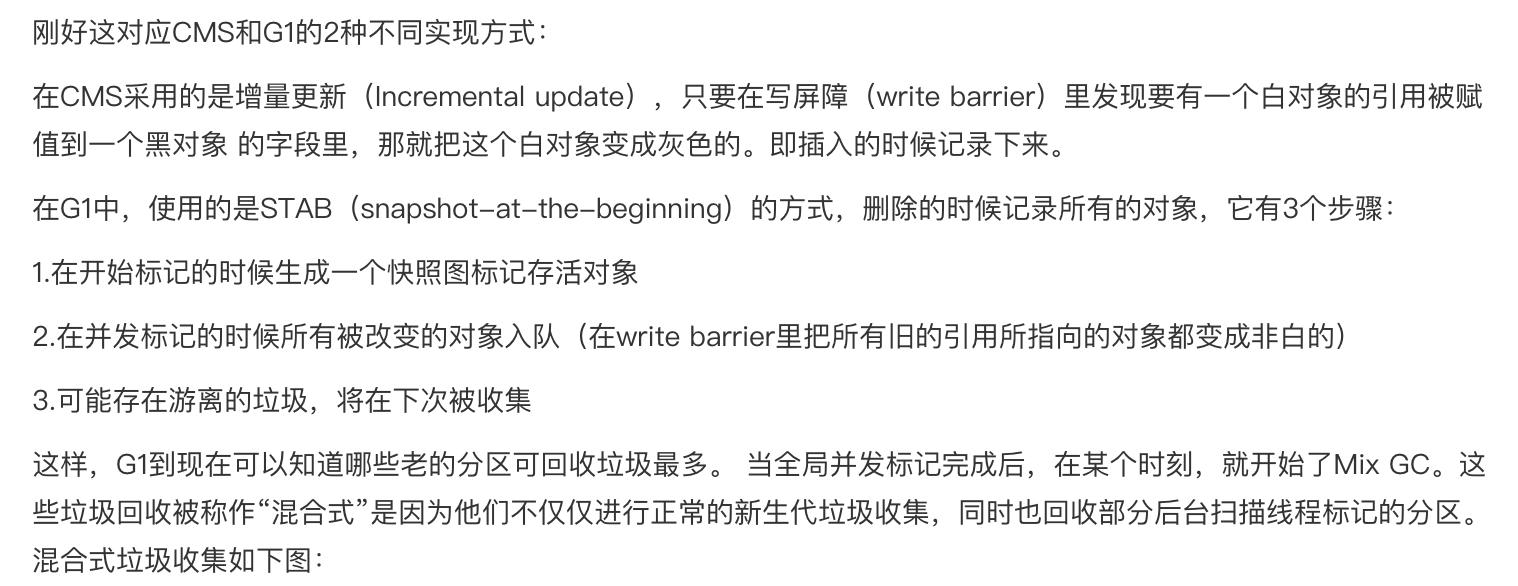 刚好这对应CMS和G1的2种不同实现方式：
在CMS采用的是增量更新（Incremental update），只要在写屏障（write barrier）里发现要有一个白对象的引用被赋
值到一个黑对象 的字段里，那就把这个白对象变成灰色的。即插入的时候记录下来。
在G1中，使用的是STAB（snapshot-at-the-beginning）的方式，删除的时候记录所有的对象，它有3个步骤：
1.在开始标记的时候生成一个快照图标记存活对象
2.在并发标记的时候所有被改变的对象入队（在write barrier里把所有旧的引用所指向的对象都变成非白的）
3.可能存在游离的垃圾，将在下次被收集
这样，G1到现在可以知道哪些老的分区可回收垃圾最多。 当全局并发标记完成后，在某个时刻，就开始了Mix GC。这
些垃圾回收被称作“混合式”是因为他们不仅仅进行正常的新生代垃圾收集，同时也回收部分后台扫描线程标记的分区。
混合式垃圾收集如下图：